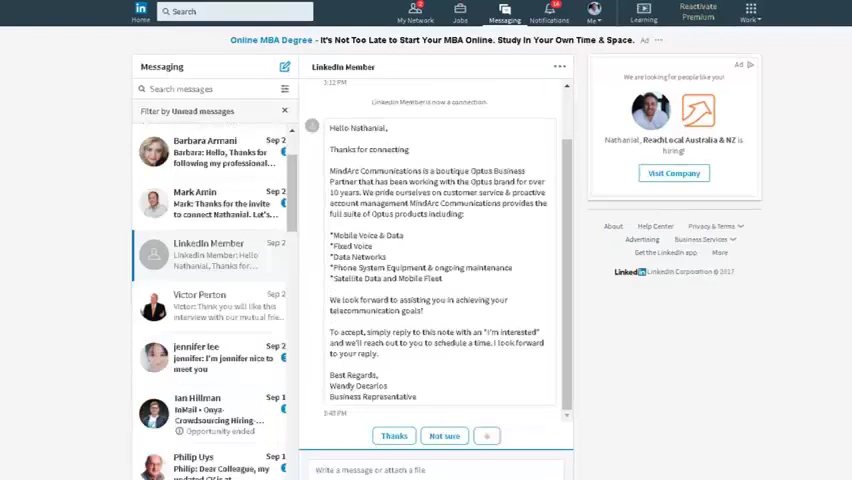 in
Home
Search
2
My Network
Jobs
Messaging
14
Notifications
Me
Learning
Reactivate
Premium
Work
Online MBA Degree - It's Not Too Late to Start Your MBA Online. Study In Your Own Time & Space. Ad
Messaging
Search messages
Filter by Unread messages
Barbara Armani Sep 2
Barbara: Hello, Thanks for
following my professional…
Mark Amin Sep 2
Mark: Thanks for the invite
to connect Nathanial. Let's…
LinkedIn Member Sep 2
LinkedIn Member: Hello
Nathanial, Thanks for…
Victor Perton Sep 2
Victor: Think you will like this
interview with our mutual frie…
jennifer lee Sep 2
jennifer: I'm jennifer nice to
meet you
Ian Hillman Sep 1
InMail • Onya-
Crowdsourcing Hiring-…
Opportunity ended
Philip Uys Sep 1
Philip: Dear Colleague, my
LinkedIn Member
3:12 PM
LinkedIn Member is now a connection.
Hello Nathanial,
Thanks for connecting
MindArc Communications is a boutique Optus Business
Partner that has been working with the Optus brand for over
10 years. We pride ourselves on customer service & proactive
account management MindArc Communications provides the
full suite of Optus products including:
*Mobile Voice & Data
*Fixed Voice
*Data Networks
*Phone System Equipment & ongoing maintenance
*Satellite Data and Mobile Fleet
We look forward to assisting you in achieving your
telecommunication goals!
To accept, simply reply to this note with an "I'm interested"
and we'll reach out to you to schedule a time. I look forward
to your reply.
Best Regards,
Wendy Decarlos
Business Representative
3:43 PM
Thanks
Not sure
Write a message or attach a file
Ad
We are looking for people like you!
Nathanial, ReachLocal Australia & NZ is
hiring!
Visit Company
About Help Center Privacy & Terms
Advertising Business Services
Get the LinkedIn app More
LinkedIn LinkedIn Corporation © 2017